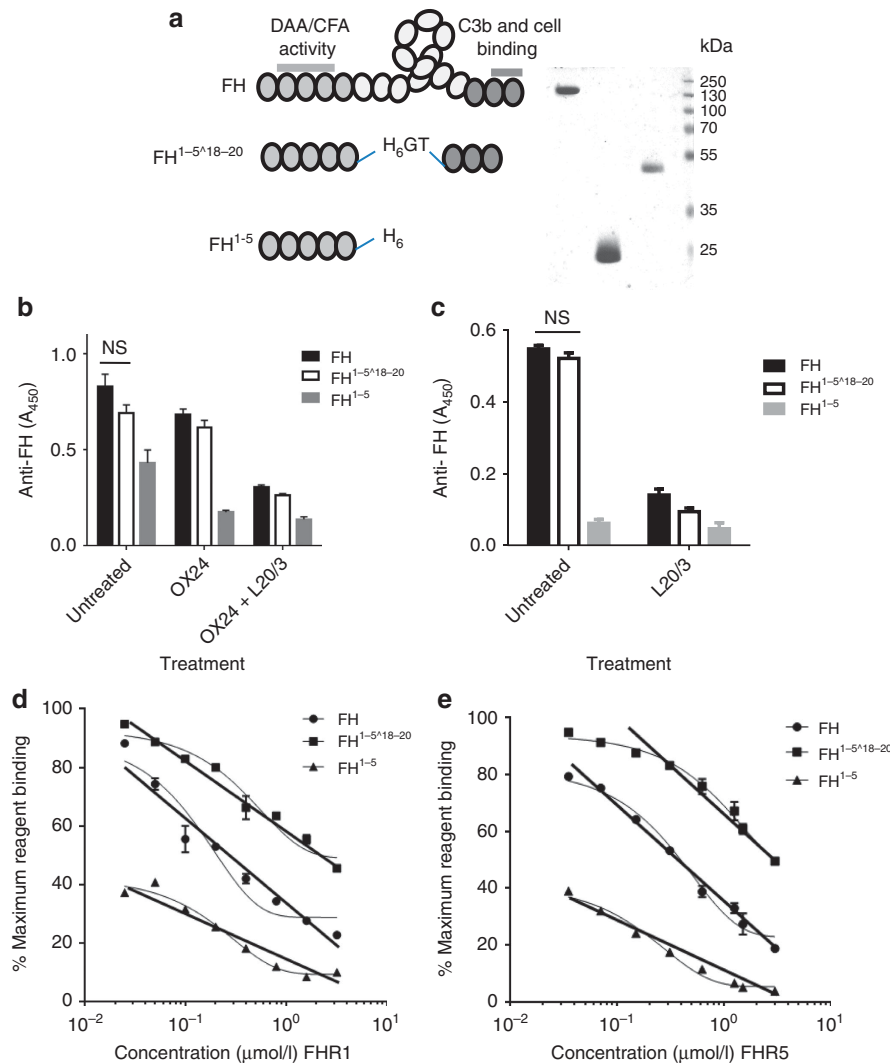 a
DAA/CFA
activity
C3b and cell
binding
kDa
FH
FH¹⁻⁵^¹⁸⁻²⁰
H₆GT
FH¹⁻⁵
H₆
250
130
100
70
55
35
25
b
NS
1.0
0.5
0.0
Anti-FH (A₄₅₀)
FH
FH¹⁻⁵^¹⁸⁻²⁰
FH¹⁻⁵
Untreated
OX24
OX24 + L20/3
Treatment
c
NS
0.6
0.4
0.2
0.0
Anti- FH (A₄₅₀)
FH
FH¹⁻⁵^¹⁸⁻²⁰
FH¹⁻⁵
Untreated
L20/3
Treatment
d
100
80
60
40
20
0
% Maximum reagent binding
FH
FH¹⁻⁵^¹⁸⁻²⁰
FH¹⁻⁵
10⁻² 10⁻¹ 10⁰ 10¹
Concentration (μmol/l) FHR1
e
100
80
60
40
20
0
% Maximum reagent binding
FH
FH¹⁻⁵^¹⁸⁻²⁰
FH¹⁻⁵
10⁻² 10⁻¹ 10⁰ 10¹
Concentration (μmol/l) FHR5